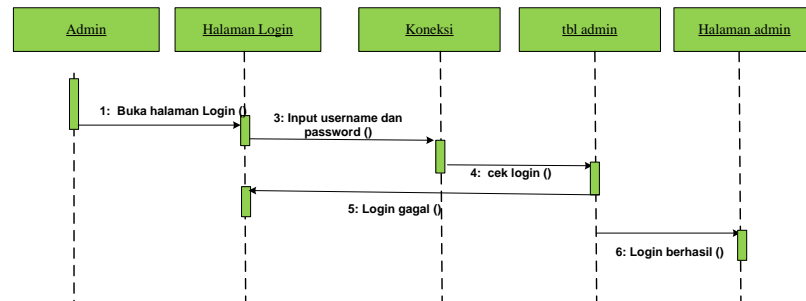 Admin
Halaman Login
Koneksi
tbl admin
Halaman admin
1: Buka halaman Login ()
3: Input username dan
password ()
4: cek login ()
5: Login gagal ()
6: Login berhasil ()